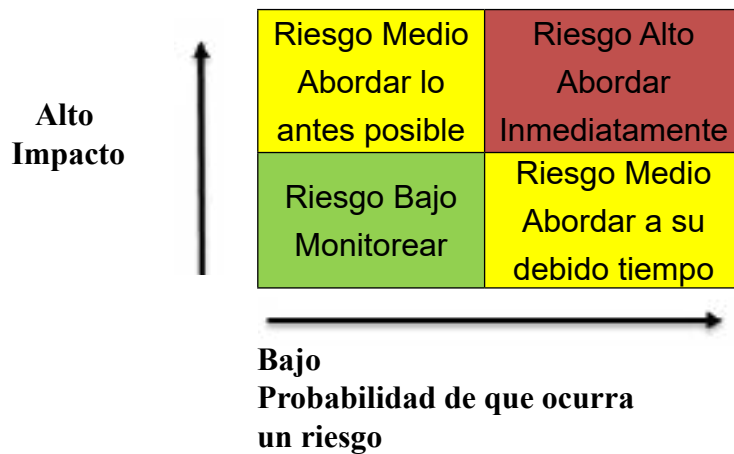 Riesgo Medio
Abordar lo
antes posible
Riesgo Alto
Abordar
Inmediatamente
Alto
Impacto
Riesgo Bajo
Monitorear
Riesgo Medio
Abordar a su
debido tiempo
Bajo
Probabilidad de que ocurra
un riesgo